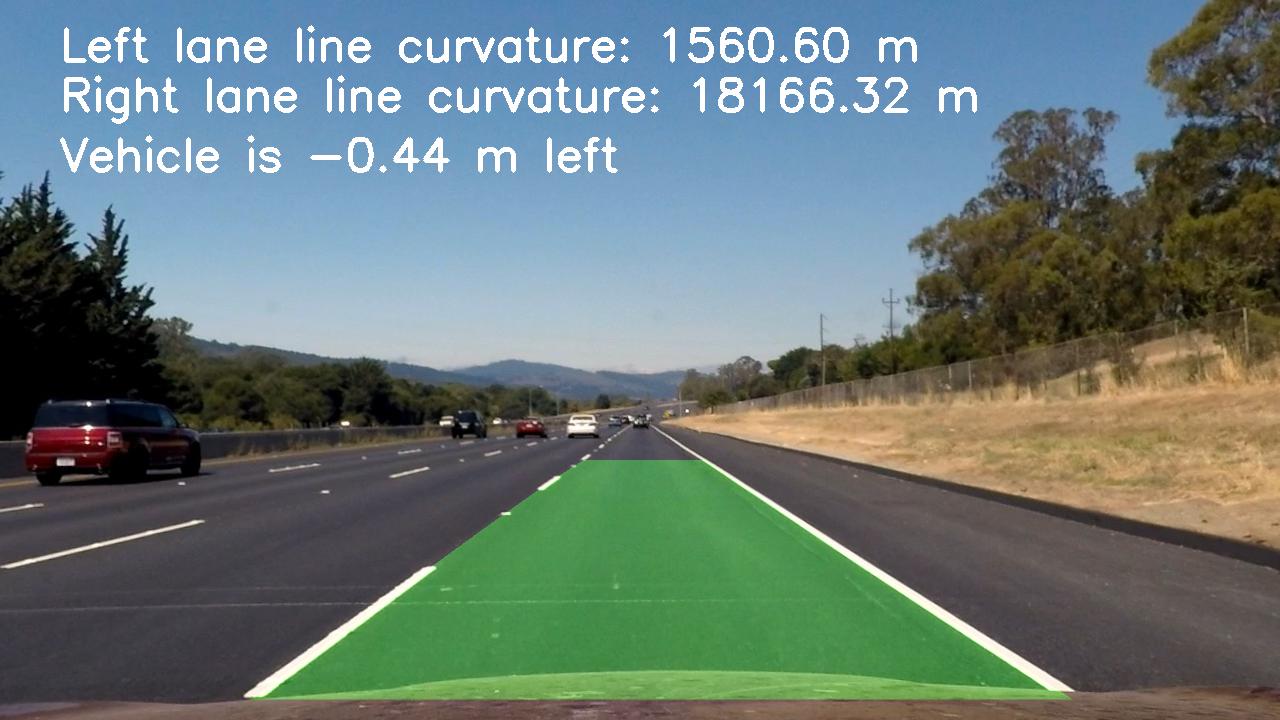 Left lane line curvature: 1560.60 m
Right lane line curvature: 18166.32 m
Vehicle is -0.44 m left